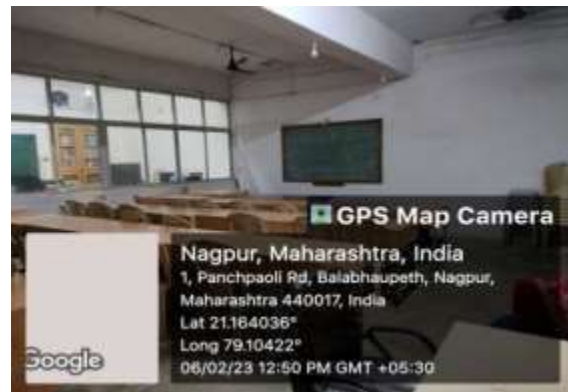 GPS Map Camera
Nagpur, Maharashtra, India
1, Panchpaoli Rd, Balabhaupeth, Nagpur,
Maharashtra 440017, India
Lat 21.164036°
Long 79.10422°
06/02/23 12:50 PM GMT +05:30
Google